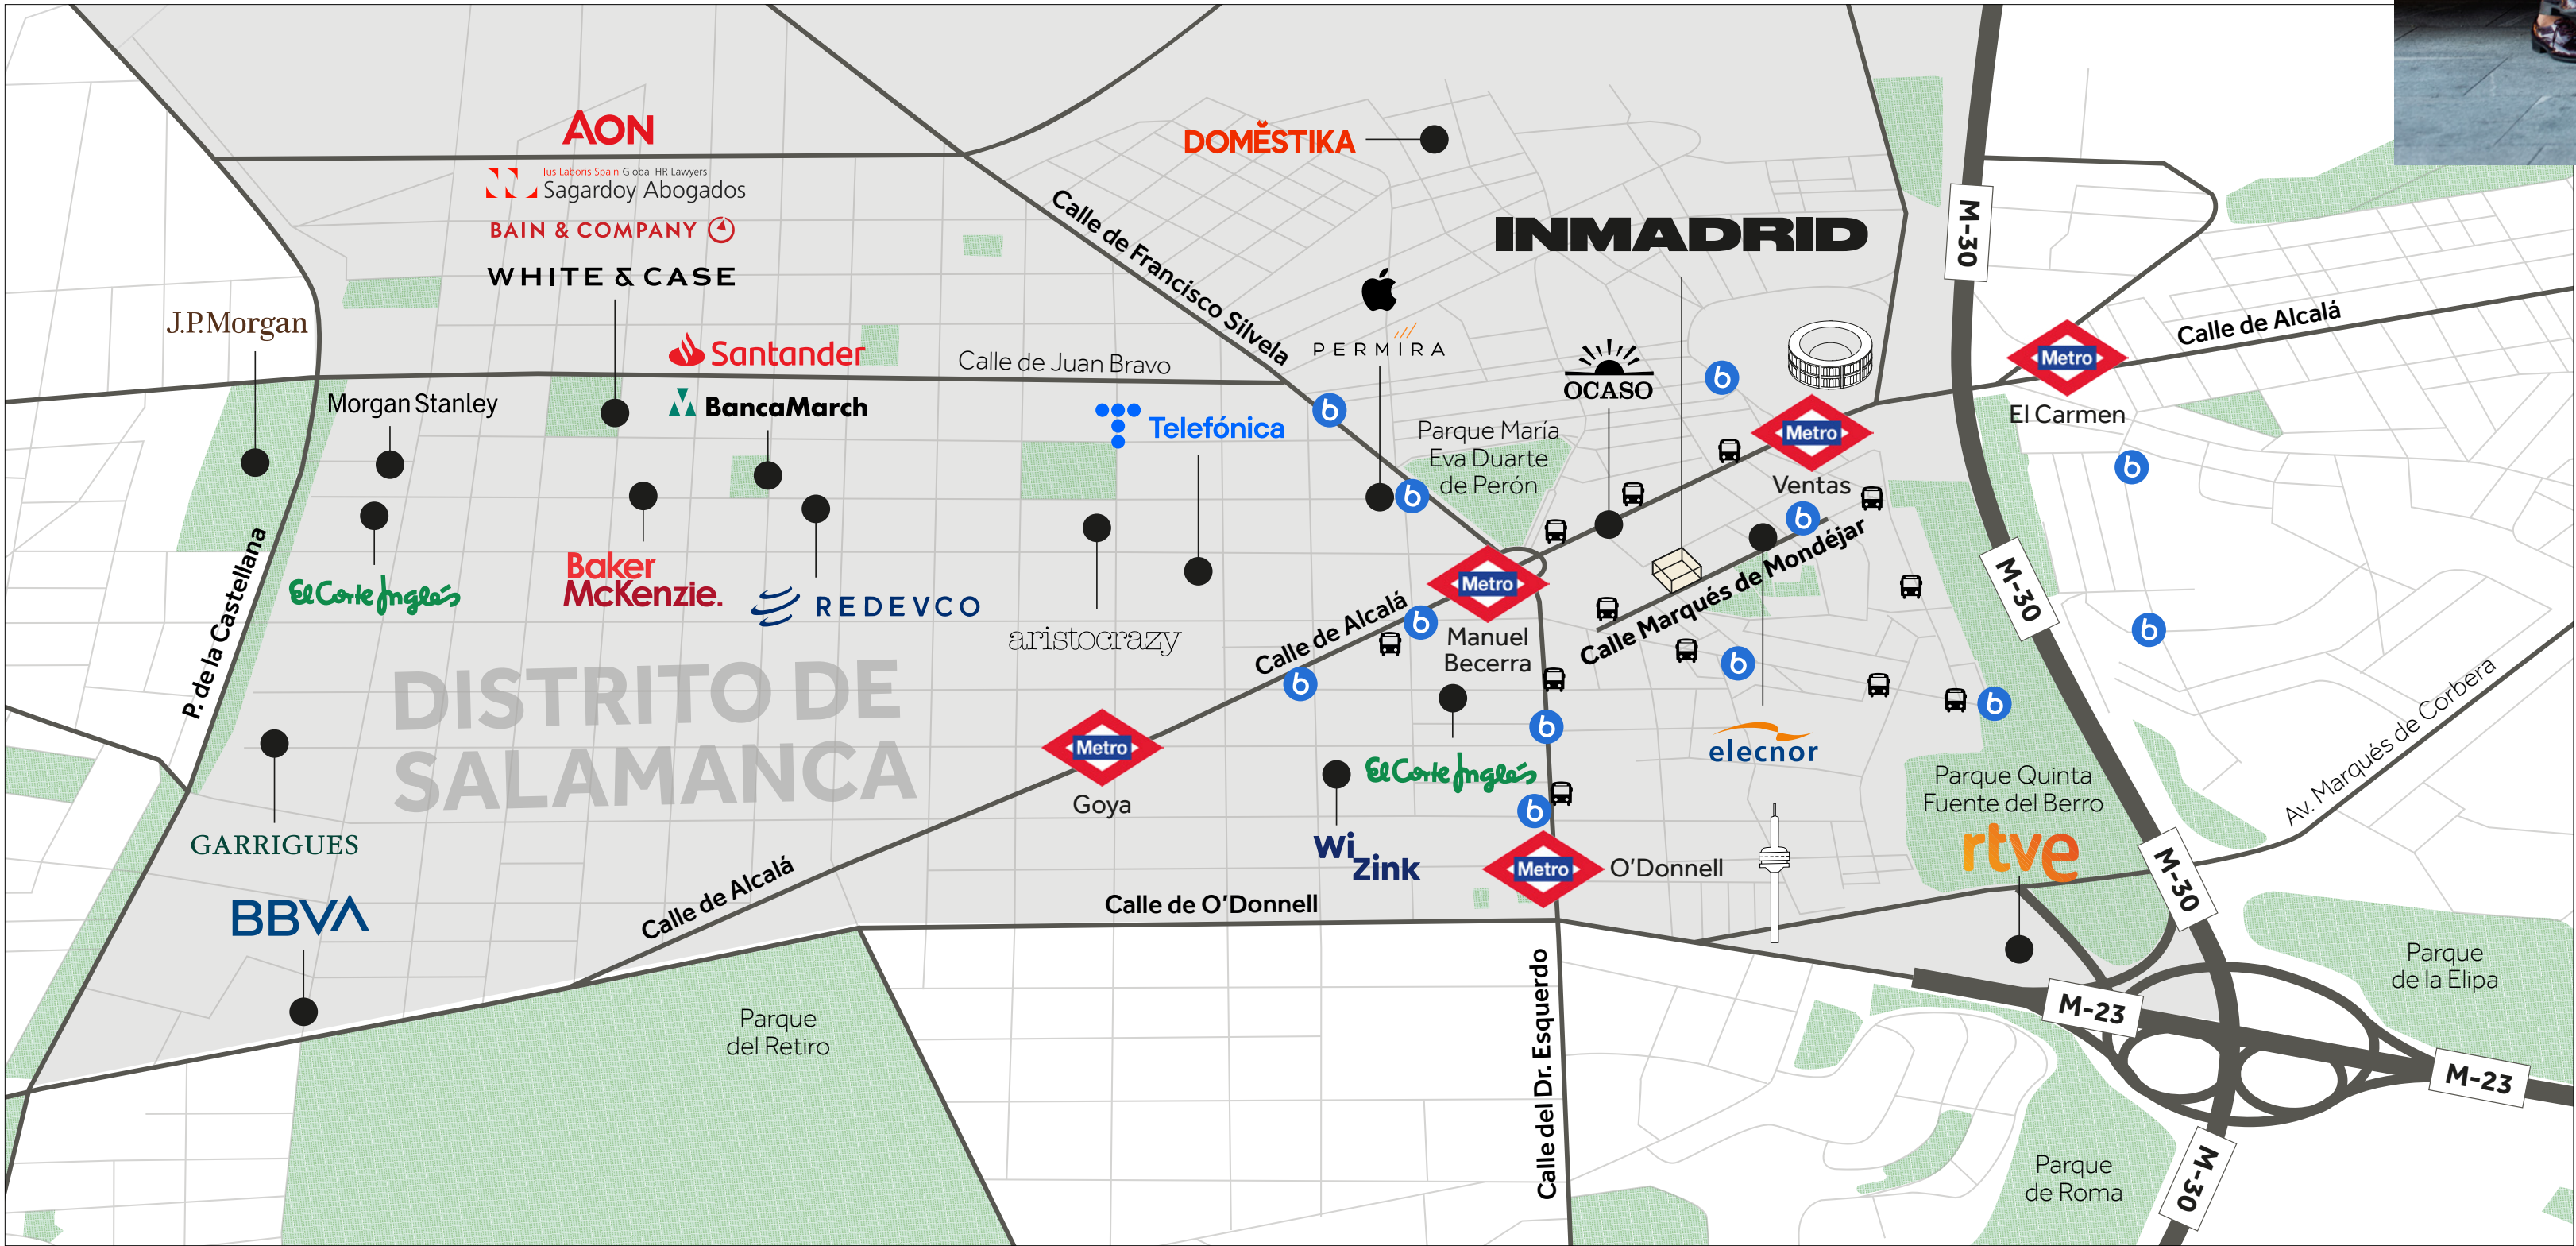 AON
Ius Laboris Spain Global HR Lawyers
Sagardoy Abogados
BAIN & COMPANY
WHITE & CASE
DOMĚSTIKA
INMADRID
Calle de Francisco Silvela
M-30
J.P.Morgan
Santander
Calle de Juan Bravo
PERMIRA
OCASO
Calle de Alcalá
Metro
El Carmen
Morgan Stanley
BancaMarch
Telefónica
b
b
b
Parque María
Eva Duarte
de Perón
Metro
Ventas
b
b
Calle Marqués de Mondéjar
P. de la Castellana
El Corte Inglés
Baker
McKenzie.
REDEVCO
aristocrazy
Calle de Alcalá
Metro
Manuel
Becerra
M-30
b
b
b
b
b
DISTRITO DE
SALAMANCA
b
b
Metro
Goya
El Corte Inglés
elecnor
Parque Quinta
Fuente del Berro
rtve
Av. Marqués de Corbera
GARRIGUES
BBVA
Calle de Alcalá
Wi
Zink
b
Metro
O'Donnell
Calle de O'Donnell
M-30
Parque
de la Elipa
Parque
del Retiro
Calle del Dr. Esquerdo
M-23
M-23
Parque
de Roma
M-30